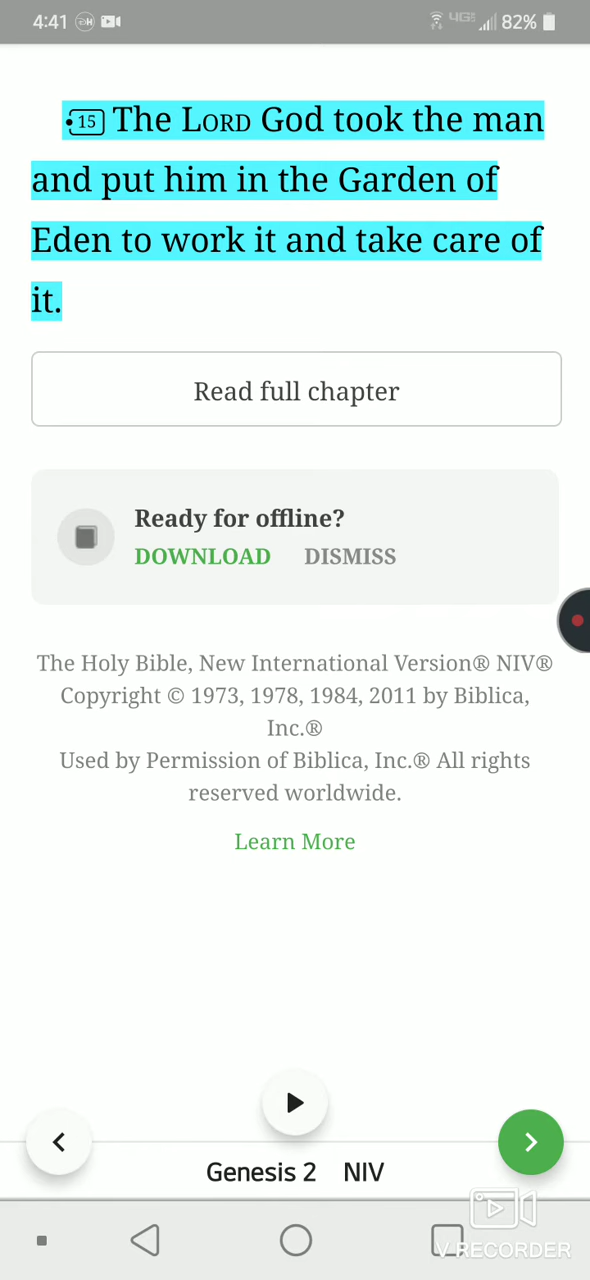 4:41 4G 82%
15 The LORD God took the man
and put him in the Garden of
Eden to work it and take care of
it.
Read full chapter
Ready for offline?
DOWNLOAD DISMISS
The Holy Bible, New International Version® NIV®
Copyright © 1973, 1978, 1984, 2011 by Biblica,
Inc.®
Used by Permission of Biblica, Inc.® All rights
reserved worldwide.
Learn More
Genesis 2 NIV
V.RECORDER